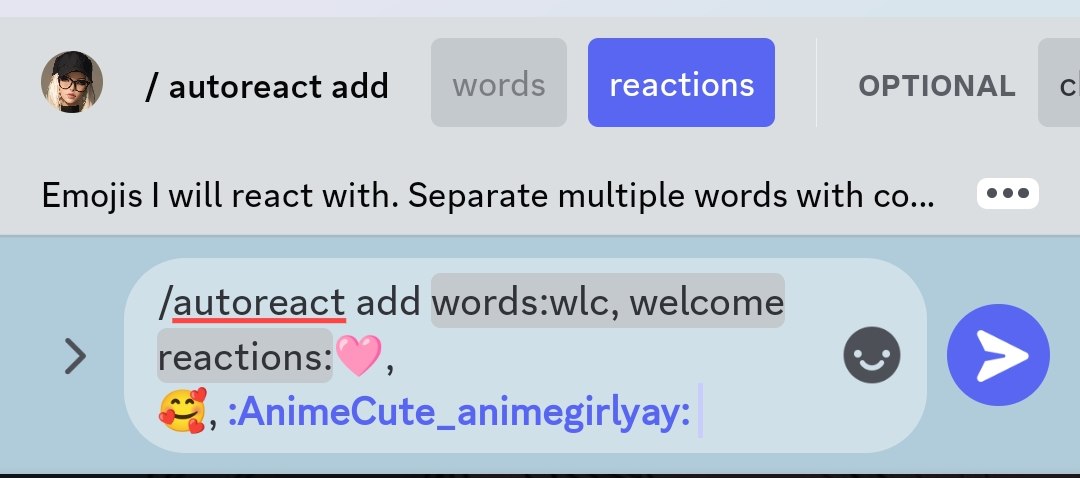 / autoreact add words reactions OPTIONAL
Emojis I will react with. Separate multiple words with co...
/autoreact add words:wlc, welcome
reactions:🩷,
🥰, :AnimeCute_animegirlyay: